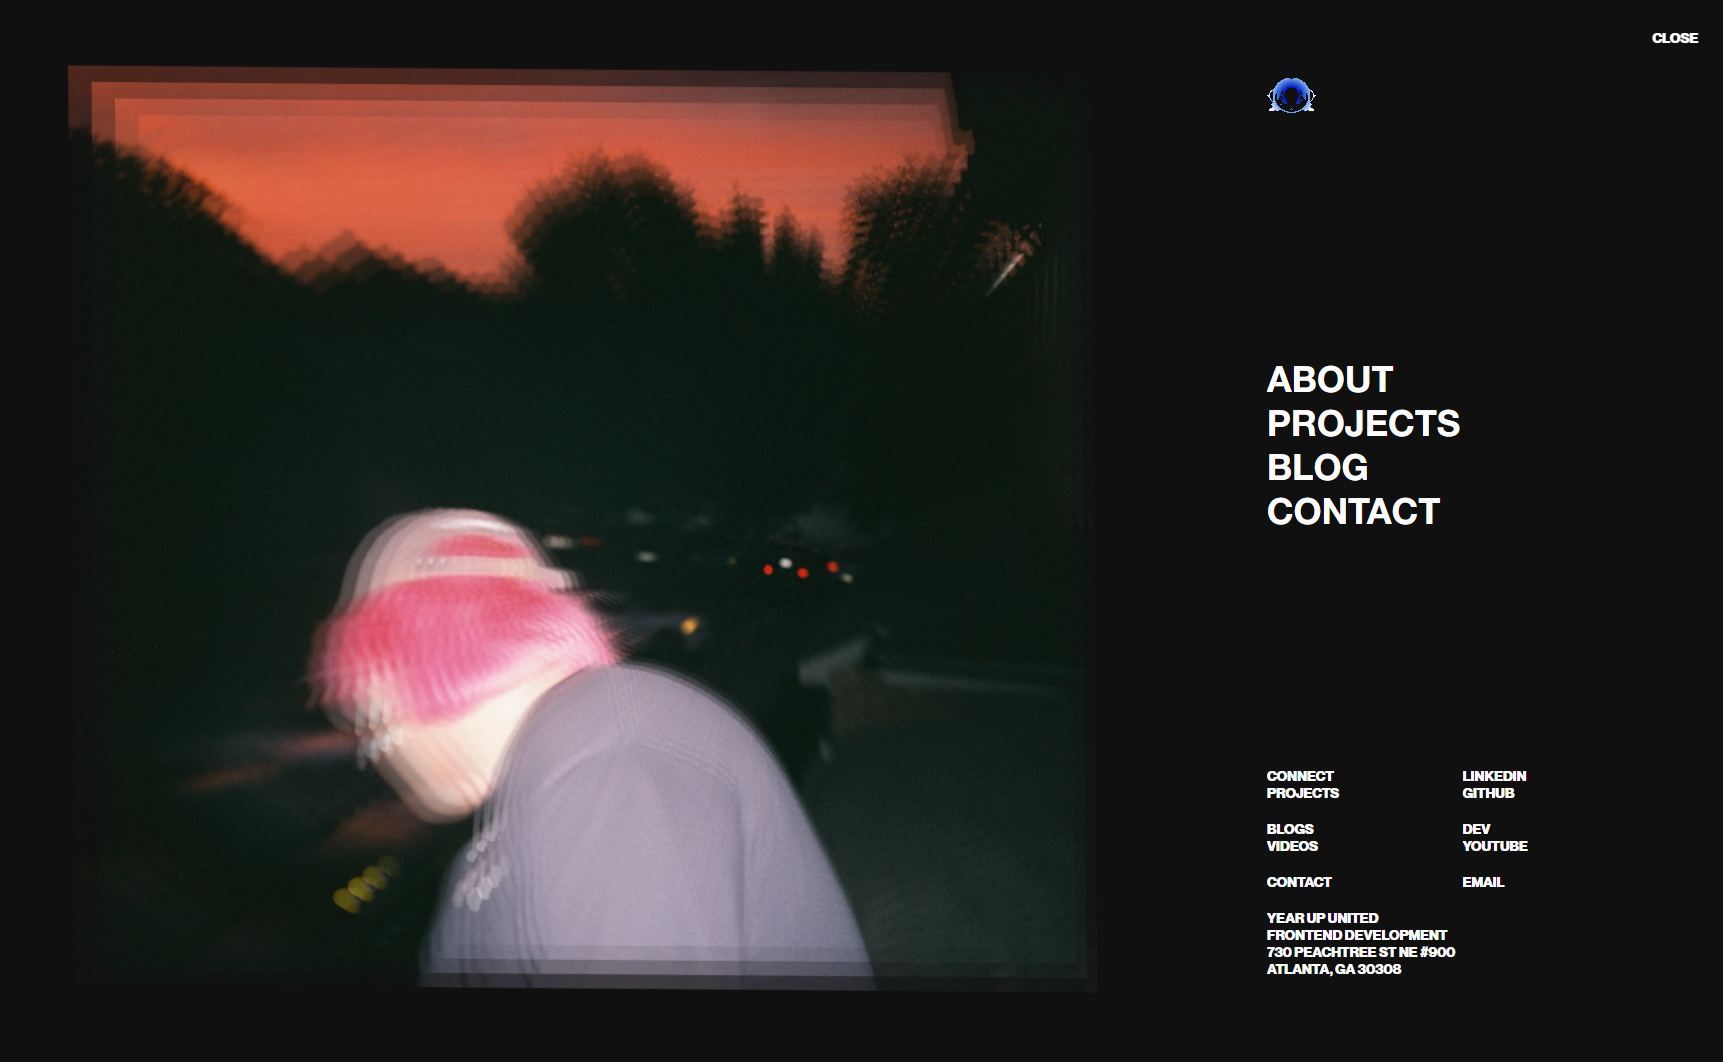 CLOSE
ABOUT
PROJECTS
BLOG
CONTACT
CONNECT LINKEDIN
PROJECTS GITHUB
BLOGS DEV
VIDEOS YOUTUBE
CONTACT EMAIL
YEAR UP UNITED
FRONTEND DEVELOPMENT
730 PEACHTREE ST NE #900
ATLANTA, GA 30308